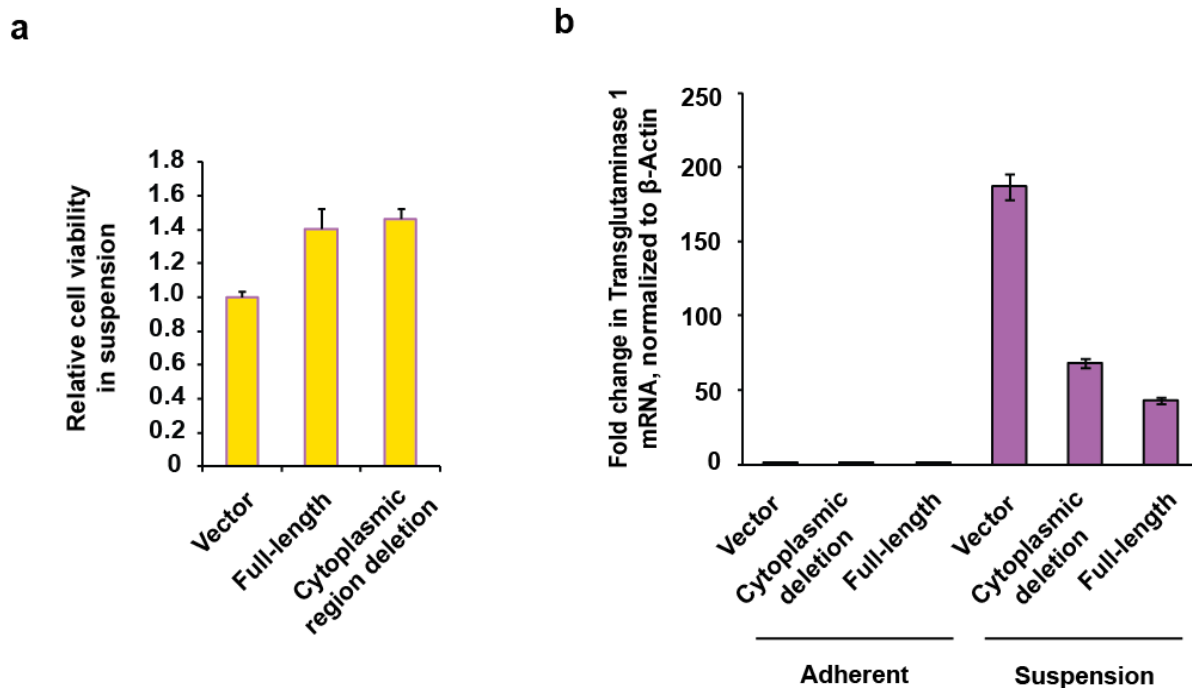 a
Relative cell viability
in suspension
1.8
1.6
1.4
1.2
1.0
0.8
0.6
0.4
0.2
0
Vector
Full-length
Cytoplasmic
region deletion
b
Fold change in Transglutaminase 1
mRNA, normalized to β-Actin
250
200
150
100
50
0
Vector
Cytoplasmic
deletion
Full-length
Vector
Cytoplasmic
deletion
Full-length
Adherent
Suspension